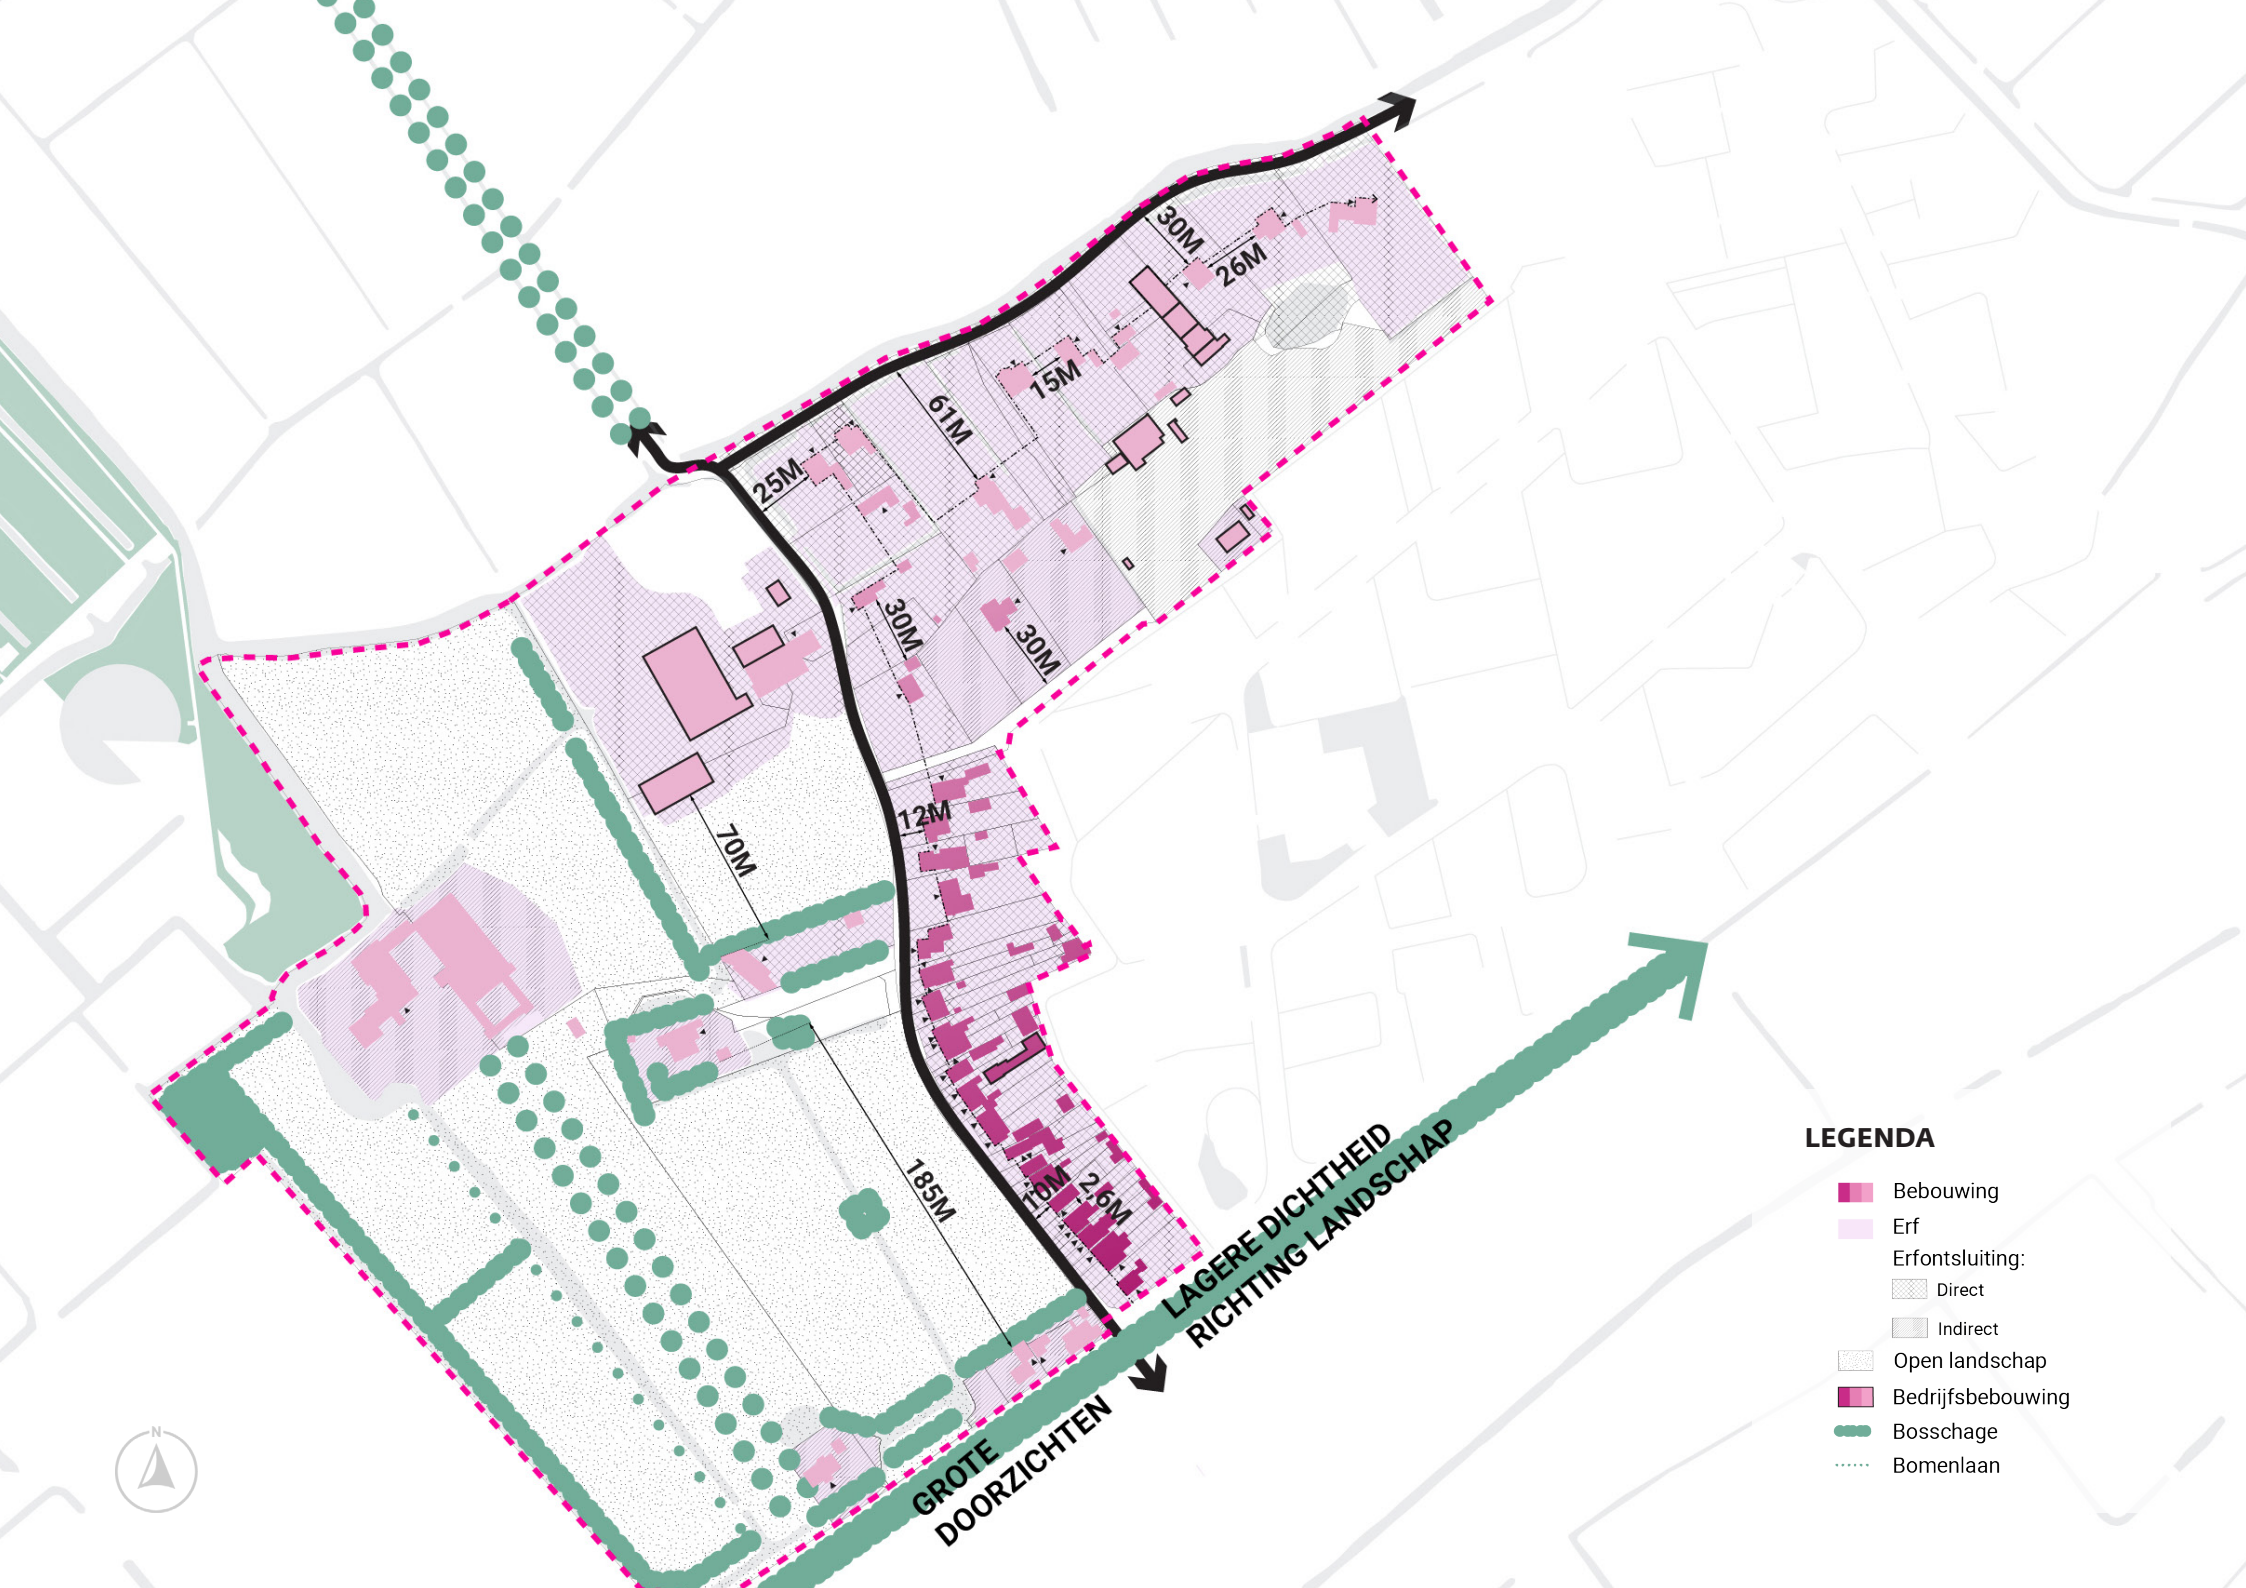 30M
26M
15M
61M
25M
30M
30M
12M
70M
185M
10M
2,6M
LAGERE DICHTHEID
RICHTING LANDSCHAP
GROTE
DOORZICHTEN
N
LEGENDA
Bebouwing
Erf
Erfontsluiting:
Direct
Indirect
Open landschap
Bedrijfsbebouwing
Bosschage
Bomenlaan